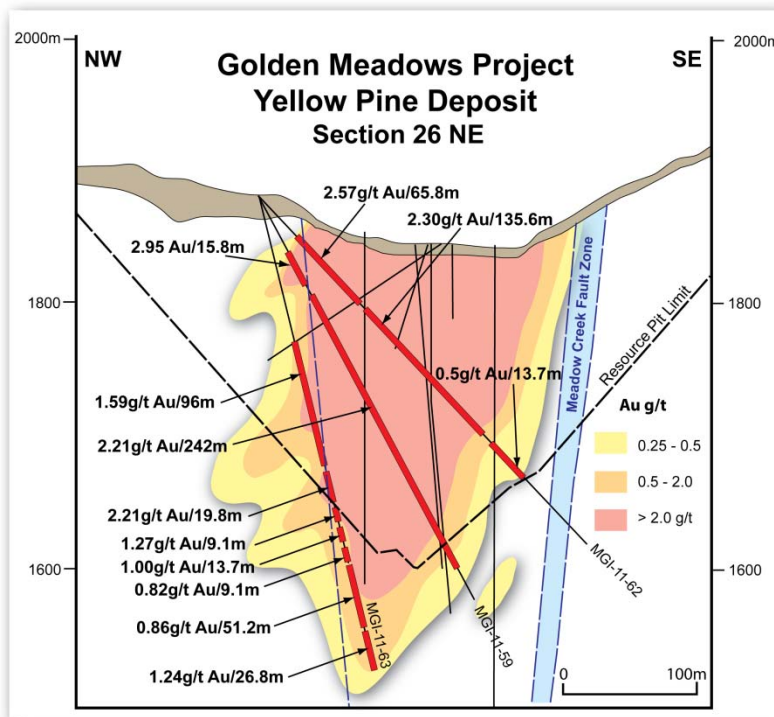 2000m
2000m
NW
SE
Golden Meadows Project
Yellow Pine Deposit
Section 26 NE
2.57g/t Au/65.8m
2.30g/t Au/135.6m
2.95 Au/15.8m
Meadow Creek Fault Zone
1800
1800
Resource Pit Limit
0.5g/t Au/13.7m
1.59g/t Au/96m
Au g/t
0.25 - 0.5
2.21g/t Au/242m
0.5 - 2.0
2.21g/t Au/19.8m
> 2.0 g/t
1.27g/t Au/9.1m
1.00g/t Au/13.7m
1600
1600
MGI-11-62
0.82g/t Au/9.1m
0.86g/t Au/51.2m
MGI-11-63
MGI-11-59
1.24g/t Au/26.8m
0
100m